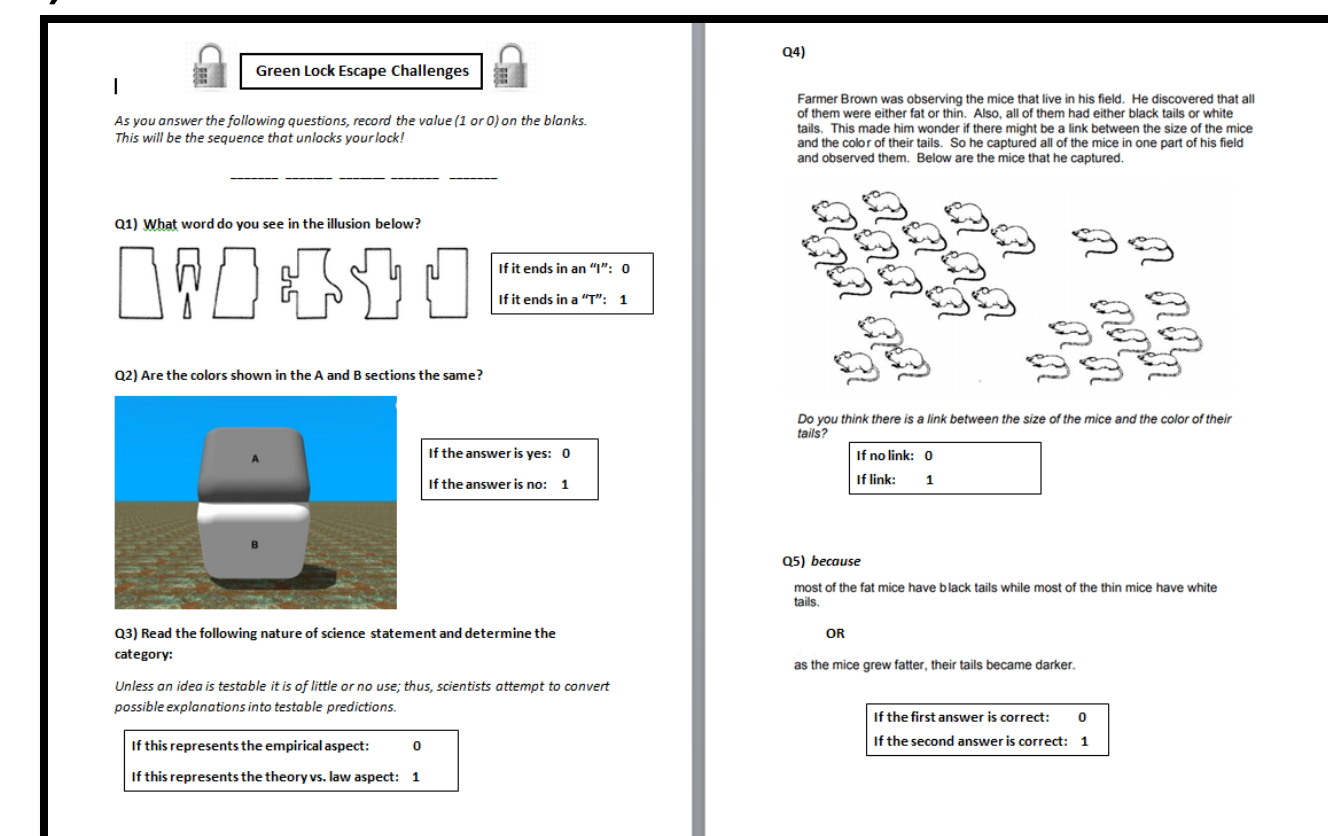 Green Lock Escape Challenges
As you answer the following questions, record the value (1 or 0) on the blanks.
This will be the sequence that unlocks your lock!
_______ _______ _______ _______ _______
Q1) What word do you see in the illusion below?
If it ends in an “I”: 0
If it ends in a “T”: 1
Q2) Are the colors shown in the A and B sections the same?
A
B
If the answer is yes: 0
If the answer is no: 1
Q3) Read the following nature of science statement and determine the
category:
Unless an idea is testable it is of little or no use; thus, scientists attempt to convert
possible explanations into testable predictions.
If this represents the empirical aspect: 0
If this represents the theory vs. law aspect: 1
Q4)
Farmer Brown was observing the mice that live in his field. He discovered that all
of them were either fat or thin. Also, all of them had either black tails or white
tails. This made him wonder if there might be a link between the size of the mice
and the color of their tails. So he captured all of the mice in one part of his field
and observed them. Below are the mice that he captured.
Do you think there is a link between the size of the mice and the color of their
tails?
If no link: 0
If link: 1
Q5) because
most of the fat mice have black tails while most of the thin mice have white
tails.
OR
as the mice grew fatter, their tails became darker.
If the first answer is correct: 0
If the second answer is correct: 1